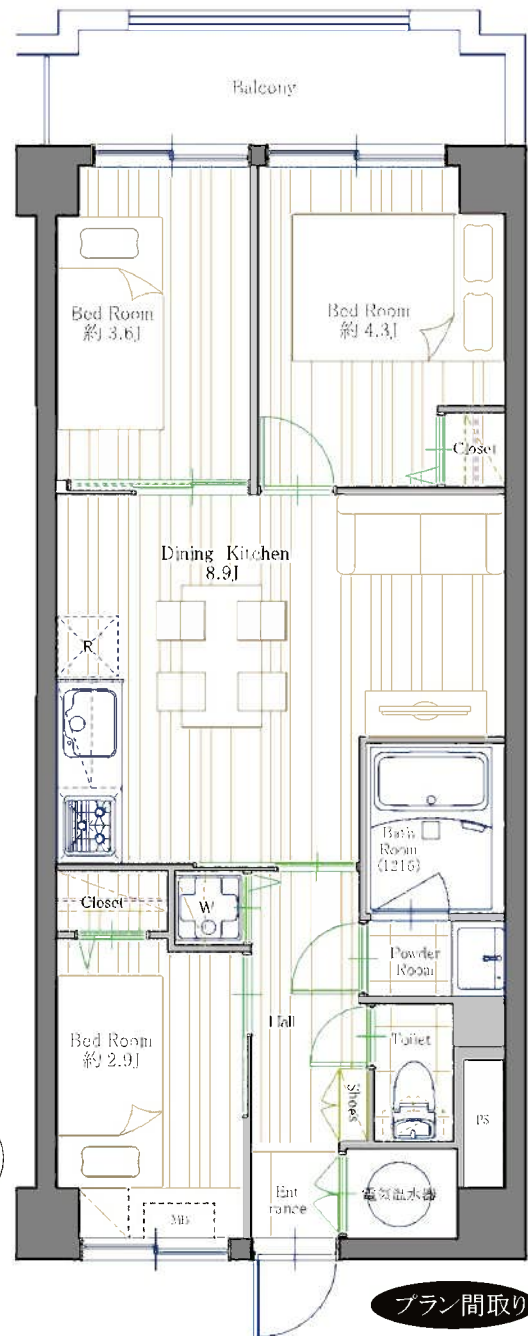 Balcony
Bed Room
約 3.6J
Bed Room
約 4.3J
Closet
Dining Kitchen
8.9J
R
Bath
Room
(1216)
Closet
W
Powder
Room
Hall
Bed Room
約 2.9J
Toilet
Shoes
PS
Ent
rance
電気温水器
MB
プラン間取り